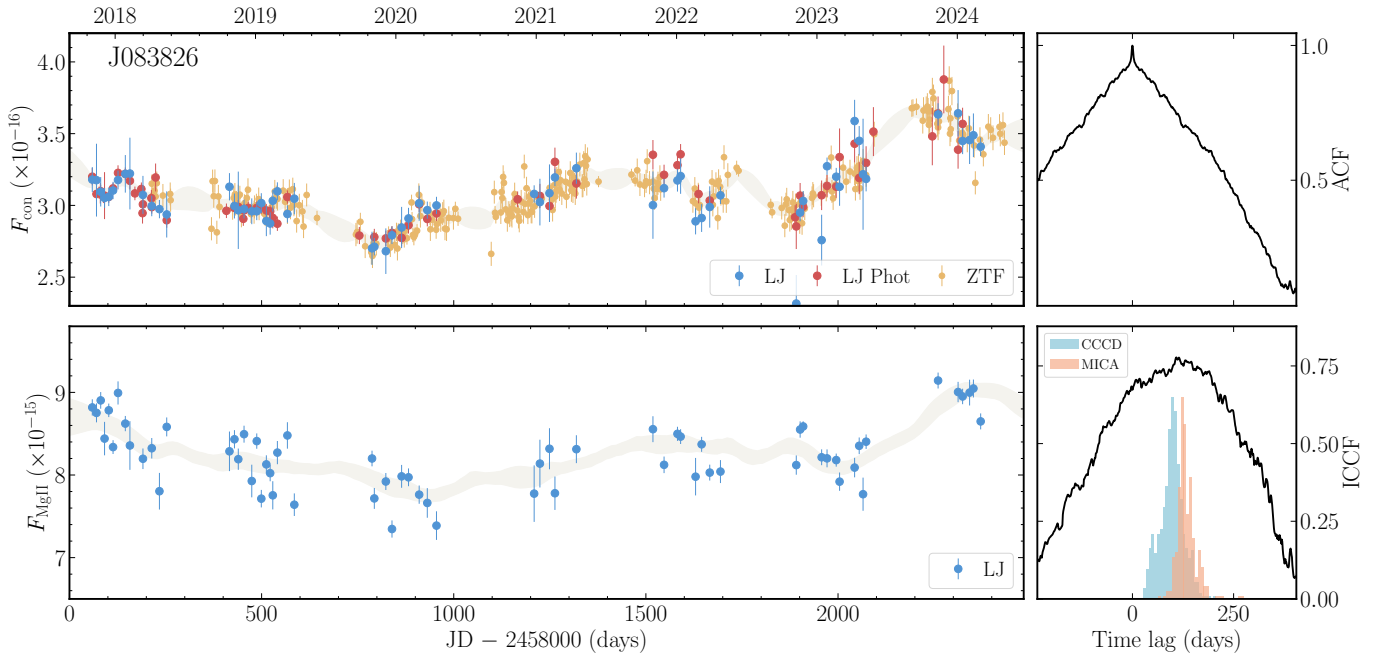 2018 2019 2020 2021 2022 2023 2024
J083826
4.0
3.5
3.0
2.5
F_con (×10⁻¹⁶)
LJ LJ Phot ZTF
1.0
0.5
ACF
9
8
7
F_MgII (×10⁻¹⁵)
LJ
CCCD
MICA
0.75
0.50
0.25
0.00
ICCF
0 500 1000 1500 2000
JD − 2458000 (days)
0 250
Time lag (days)